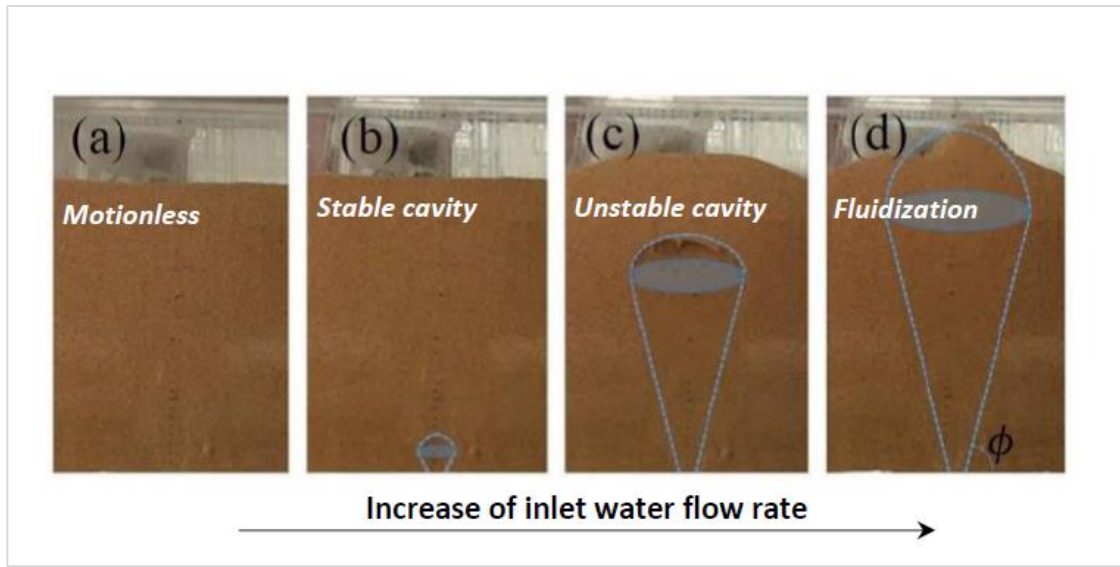 (a)
Motionless
(b)
Stable cavity
(c)
Unstable cavity
(d)
Fluidization
ϕ
Increase of inlet water flow rate